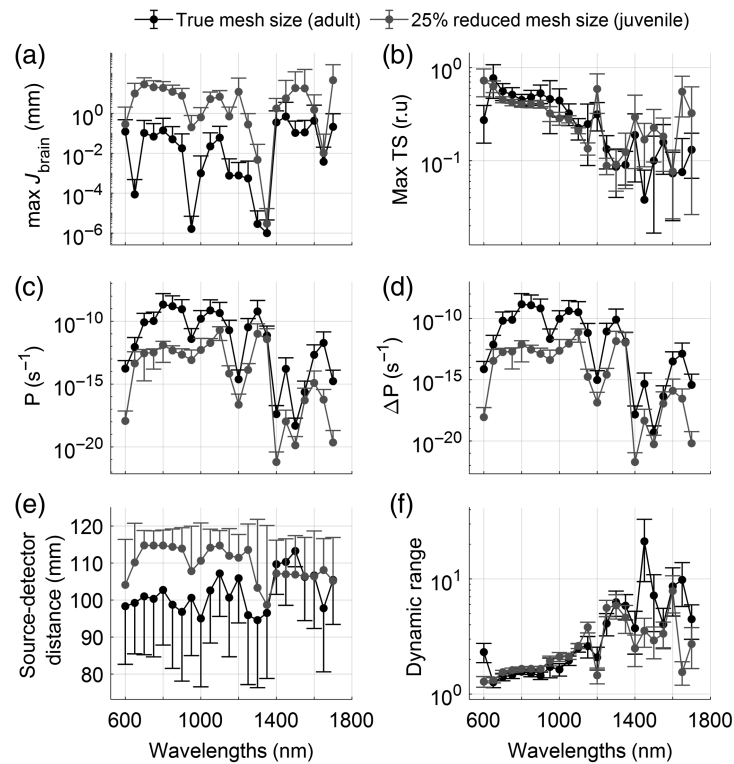 True mesh size (adult) 25% reduced mesh size (juvenile)
(a)
max J_brain (mm)
10^0
10^−2
10^−4
10^−6
(b)
Max TS (r.u)
10^0
10^−1
(c)
P (s^−1)
10^−10
10^−15
10^−20
(d)
ΔP (s^−1)
10^−10
10^−15
10^−20
(e)
Source-detector
distance (mm)
120
110
100
90
80
600 1000 1400 1800
Wavelengths (nm)
(f)
Dynamic range
10^1
10^0
600 1000 1400 1800
Wavelengths (nm)